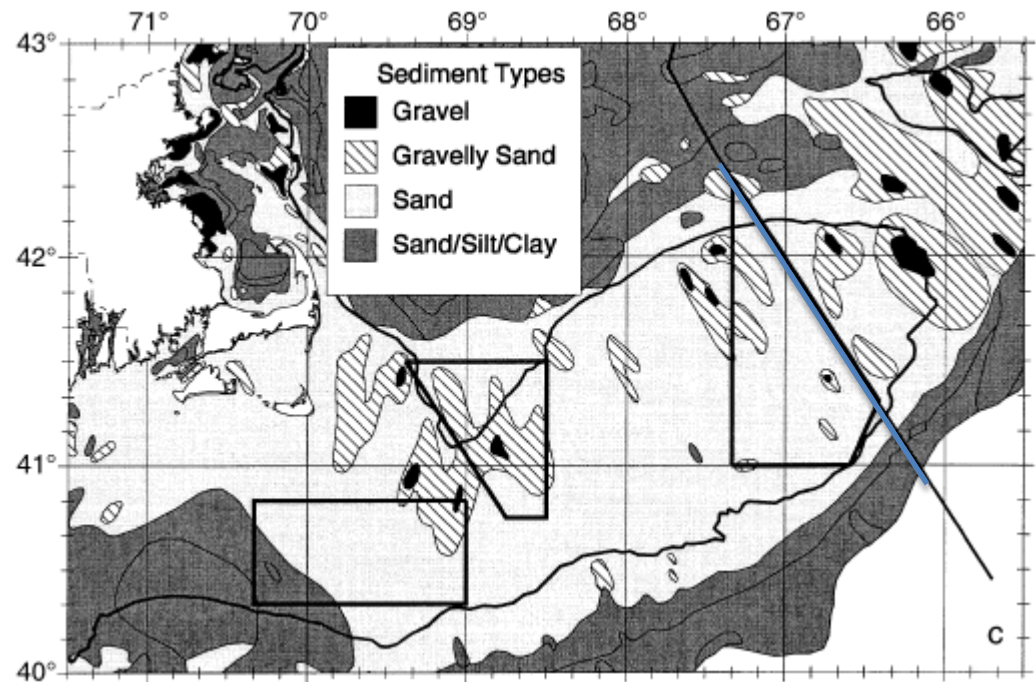 71° 70° 69° 68° 67° 66°
43°
Sediment Types
Gravel
Gravelly Sand
Sand
Sand/Silt/Clay
42°
41°
40°
C